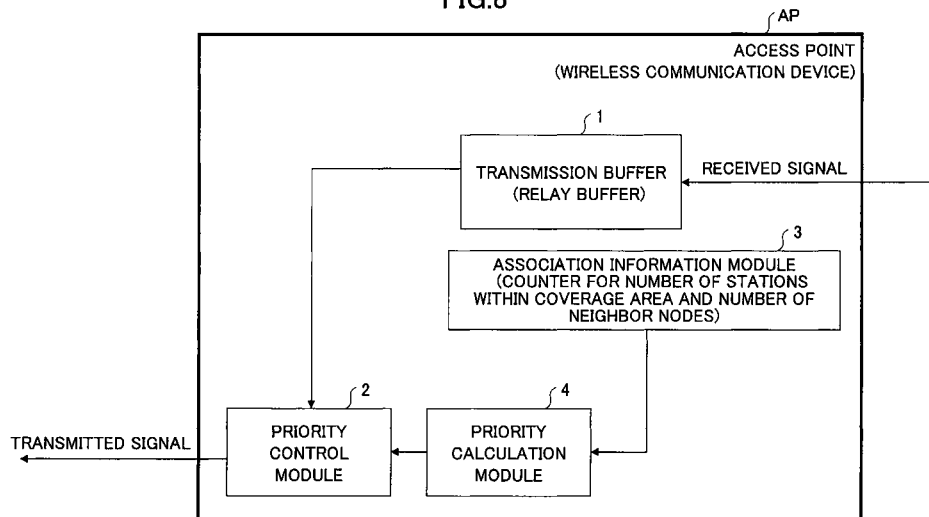 FIG.8
AP
ACCESS POINT
(WIRELESS COMMUNICATION DEVICE)
1
TRANSMISSION BUFFER
(RELAY BUFFER)
RECEIVED SIGNAL
3
ASSOCIATION INFORMATION MODULE
(COUNTER FOR NUMBER OF STATIONS
WITHIN COVERAGE AREA AND NUMBER OF
NEIGHBOR NODES)
2
PRIORITY
CONTROL
MODULE
4
PRIORITY
CALCULATION
MODULE
TRANSMITTED SIGNAL